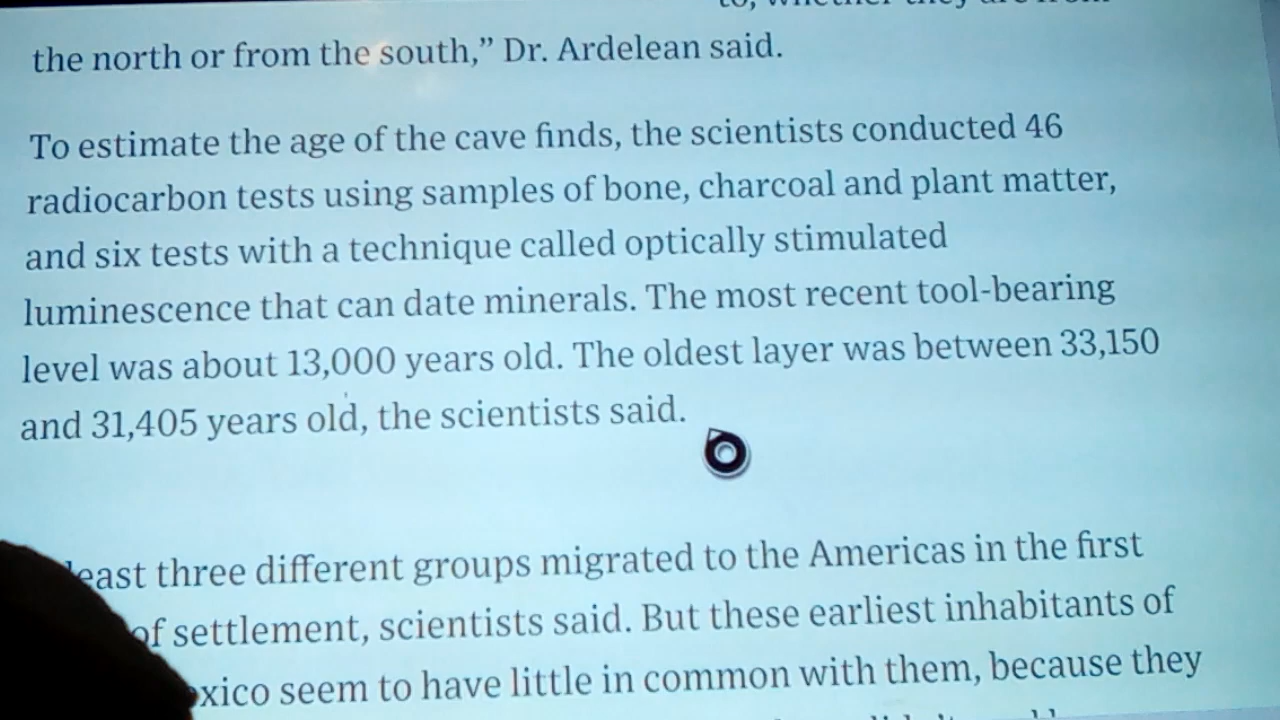 the north or from the south,” Dr. Ardelean said.
To estimate the age of the cave finds, the scientists conducted 46
radiocarbon tests using samples of bone, charcoal and plant matter,
and six tests with a technique called optically stimulated
luminescence that can date minerals. The most recent tool-bearing
level was about 13,000 years old. The oldest layer was between 33,150
and 31,405 years old, the scientists said.
three different groups migrated to the Americas in the first
of settlement, scientists said. But these earliest inhabitants of
seem to have little in common with them, because they